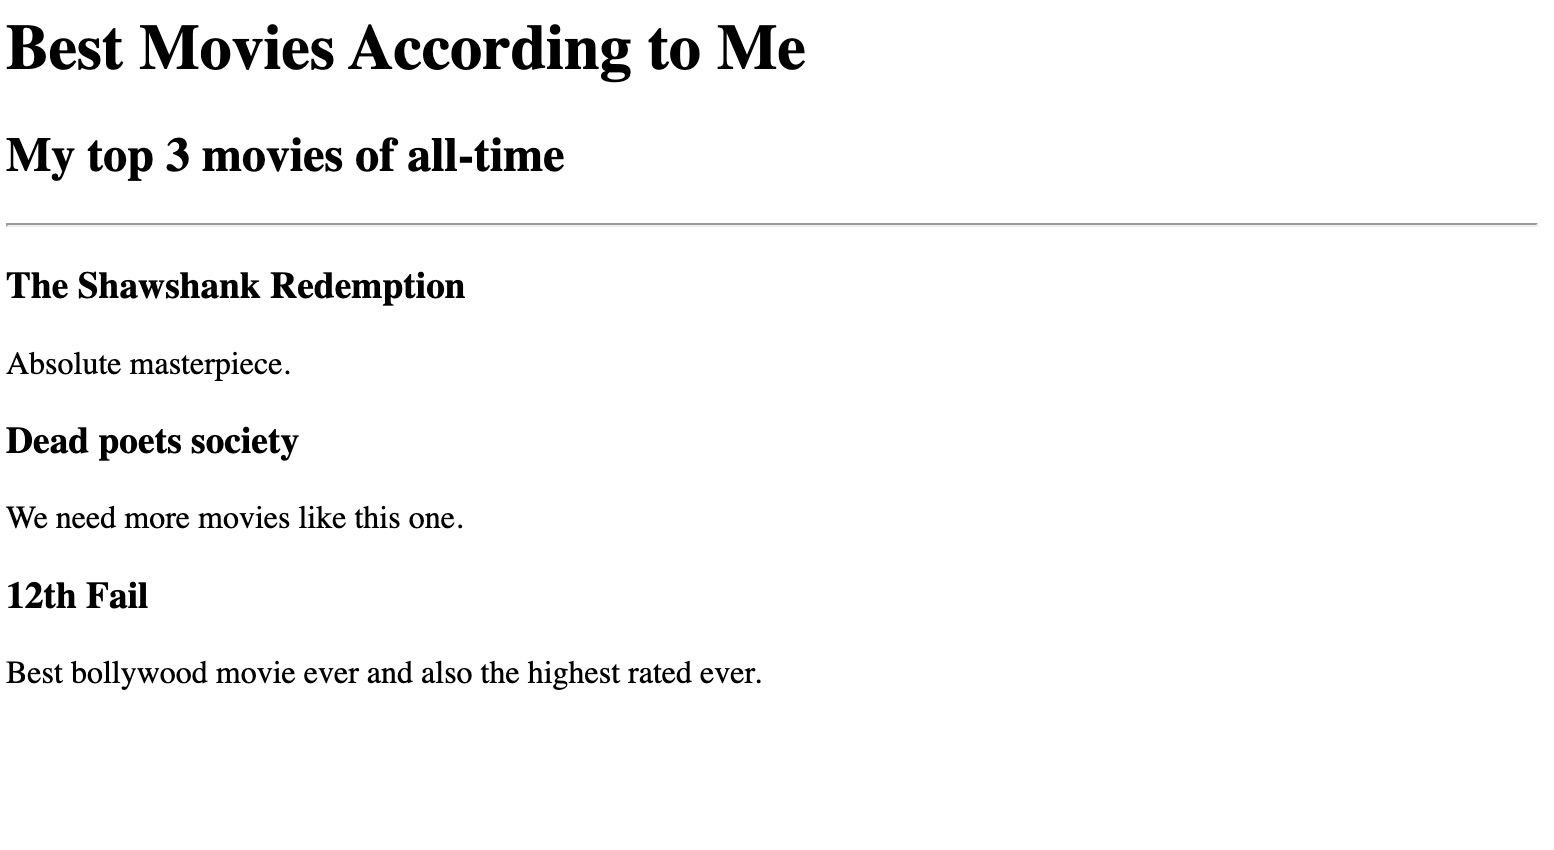 Best Movies According to Me
My top 3 movies of all-time
The Shawshank Redemption
Absolute masterpiece.
Dead poets society
We need more movies like this one.
12th Fail
Best bollywood movie ever and also the highest rated ever.